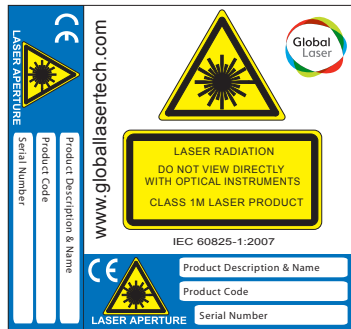 CE
LASER APERTURE
Product Description & Name
Product Code
Serial Number
www.globallasertech.com
Global
Laser
LASER RADIATION
DO NOT VIEW DIRECTLY
WITH OPTICAL INSTRUMENTS
CLASS 1M LASER PRODUCT
IEC 60825-1:2007
CE
LASER APERTURE
Product Description & Name
Product Code
Serial Number